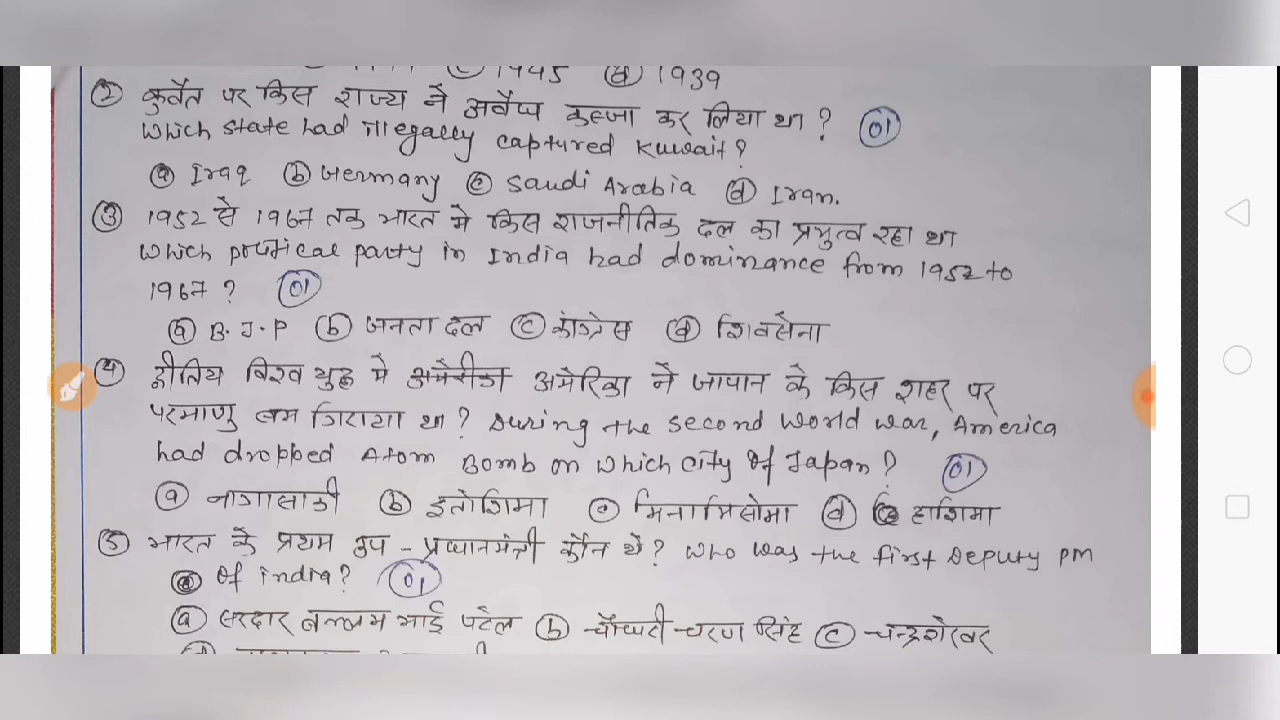 1945 (d) 1939
(2) कुवैत पर किस राज्य ने अवैध कब्जा कर लिया था ? (01)
Which state had illegally captured Kuwait?
(a) Iraq (b) Germany (c) Saudi Arabia (d) Iran.
(3) 1952 से 1967 तक भारत मे किस राजनीतिक दल का प्रभुत्व रहा था
Which political party in India had dominance from 1952 to
1967 ? (01)
(a) B.J.P (b) जनता दल (c) कांग्रेस (d) शिवसेना
(4) द्वीतिय विश्व युद्ध मे अमेरिका ने जापान के किस शहर पर
परमाणु बम गिराया था ? During the second World war, America
had dropped Atom Bomb on which city of Japan ? (01)
(a) नागासाकी (b) इतोशिमा (c) मिनामिसोमा (d) हाशिमा
(5) भारत के प्रथम उप - प्रधानमंत्री कौन थे ? Who was the first Deputy PM
of india? (01)
(a) सरदार बल्लभ भाई पटेल (b) चौधरी चरण सिंह (c) चन्द्रशेखर